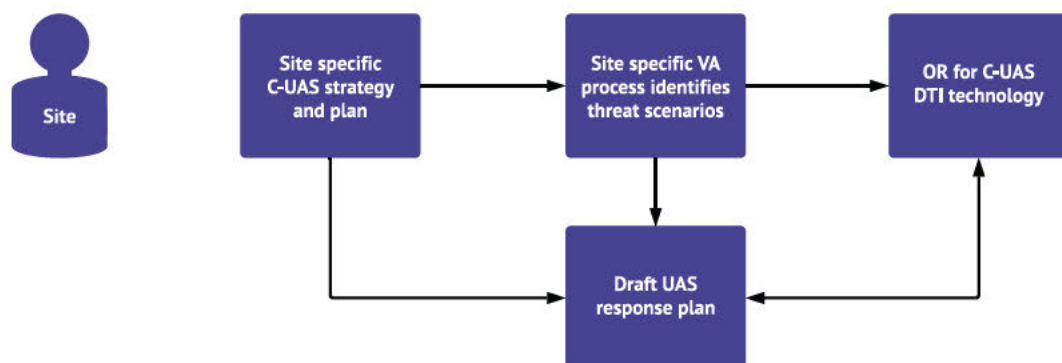 Site
Site specific
C-UAS strategy
and plan
Site specific VA
process identifies
threat scenarios
OR for C-UAS
DTI technology
Draft UAS
response plan